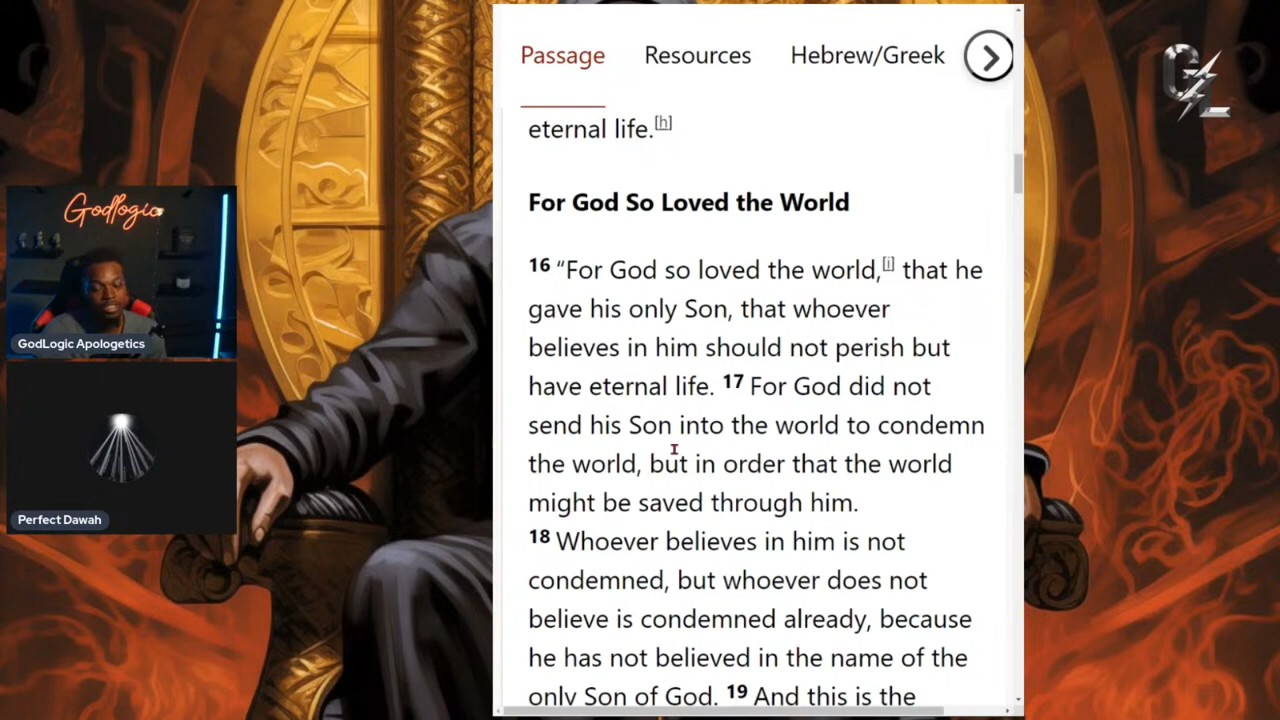 Passage Resources Hebrew/Greek
eternal life.[h]
For God So Loved the World
16 “For God so loved the world,[i] that he
gave his only Son, that whoever
believes in him should not perish but
have eternal life. 17 For God did not
send his Son into the world to condemn
the world, but in order that the world
might be saved through him.
18 Whoever believes in him is not
condemned, but whoever does not
believe is condemned already, because
he has not believed in the name of the
only Son of God. 19 And this is the
Godlogic
GodLogic Apologetics
Perfect Dawah
GL